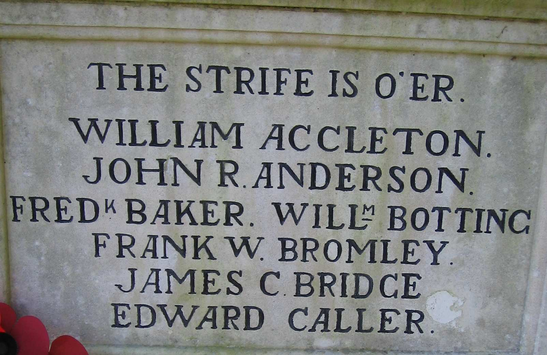 THE STRIFE IS O'ER.
WILLIAM ACCLETON.
JOHN R. ANDERSON.
FREDᴷ BAKER. WILLᴹ BOTTING
FRANK W. BROMLEY.
JAMES C. BRIDGE
EDWARD CALLER.